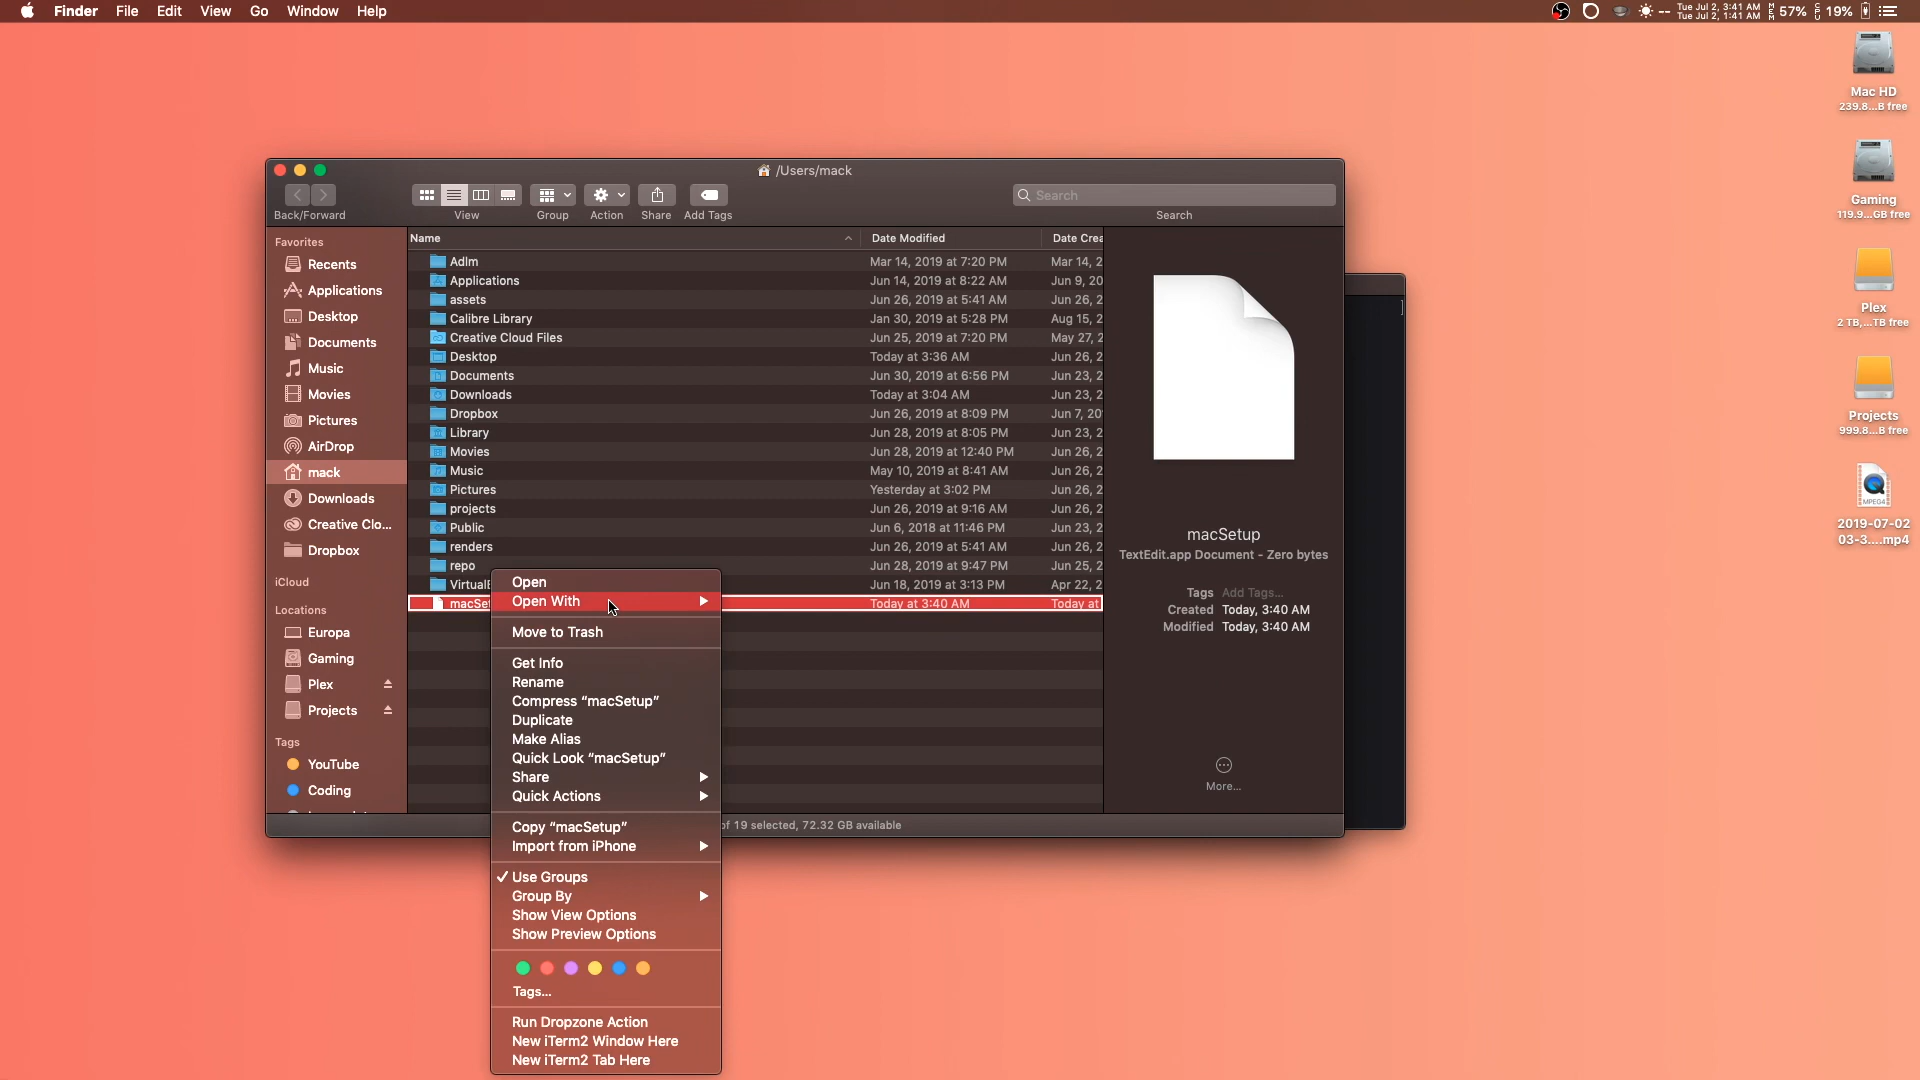 Finder File Edit View Go Window Help
-- Tue Jul 2, 3:41 AM 57% 19%
Tue Jul 2, 1:41 AM
Mac HD
239.8...B free
Gaming
119.9...GB free
Plex
2 TB,...TB free
Projects
999.8...B free
MPEG4
2019-07-02
03-3....mp4
/Users/mack
Search
Back/Forward View Group Action Share Add Tags Search
Favorites
Recents
Applications
Desktop
Documents
Music
Movies
Pictures
AirDrop
mack
Downloads
Creative Clo...
Dropbox
iCloud
Locations
Europa
Gaming
Plex
Projects
Tags
YouTube
Coding
Name Date Modified Date Crea
Adlm Mar 14, 2019 at 7:20 PM Mar 14, 2
Applications Jun 14, 2019 at 8:22 AM Jun 9, 20
assets Jun 26, 2019 at 5:41 AM Jun 26, 2
Calibre Library Jan 30, 2019 at 5:28 PM Aug 15, 2
Creative Cloud Files Jun 25, 2019 at 7:20 PM May 27, 2
Desktop Today at 3:36 AM Jun 26, 2
Documents Jun 30, 2019 at 6:56 PM Jun 23, 2
Downloads Today at 3:04 AM Jun 23, 2
Dropbox Jun 26, 2019 at 8:09 PM Jun 7, 20
Library Jun 28, 2019 at 8:05 PM Jun 23, 2
Movies Jun 28, 2019 at 12:40 PM Jun 26, 2
Music May 10, 2019 at 8:41 AM Jun 26, 2
Pictures Yesterday at 3:02 PM Jun 26, 2
projects Jun 26, 2019 at 9:16 AM Jun 26, 2
Public Jun 6, 2018 at 11:46 PM Jun 23, 2
renders Jun 26, 2019 at 5:41 AM Jun 26, 2
repo Jun 28, 2019 at 9:47 PM Jun 25, 2
Virtual Jun 18, 2019 at 3:13 PM Apr 22, 2
macSet Today at 3:40 AM Today at
of 19 selected, 72.32 GB available
Open
Open With
Move to Trash
Get Info
Rename
Compress “macSetup”
Duplicate
Make Alias
Quick Look “macSetup”
Share
Quick Actions
Copy “macSetup”
Import from iPhone
✓ Use Groups
Group By
Show View Options
Show Preview Options
Tags...
Run Dropzone Action
New iTerm2 Window Here
New iTerm2 Tab Here
macSetup
TextEdit.app Document - Zero bytes
Tags Add Tags...
Created Today, 3:40 AM
Modified Today, 3:40 AM
More...